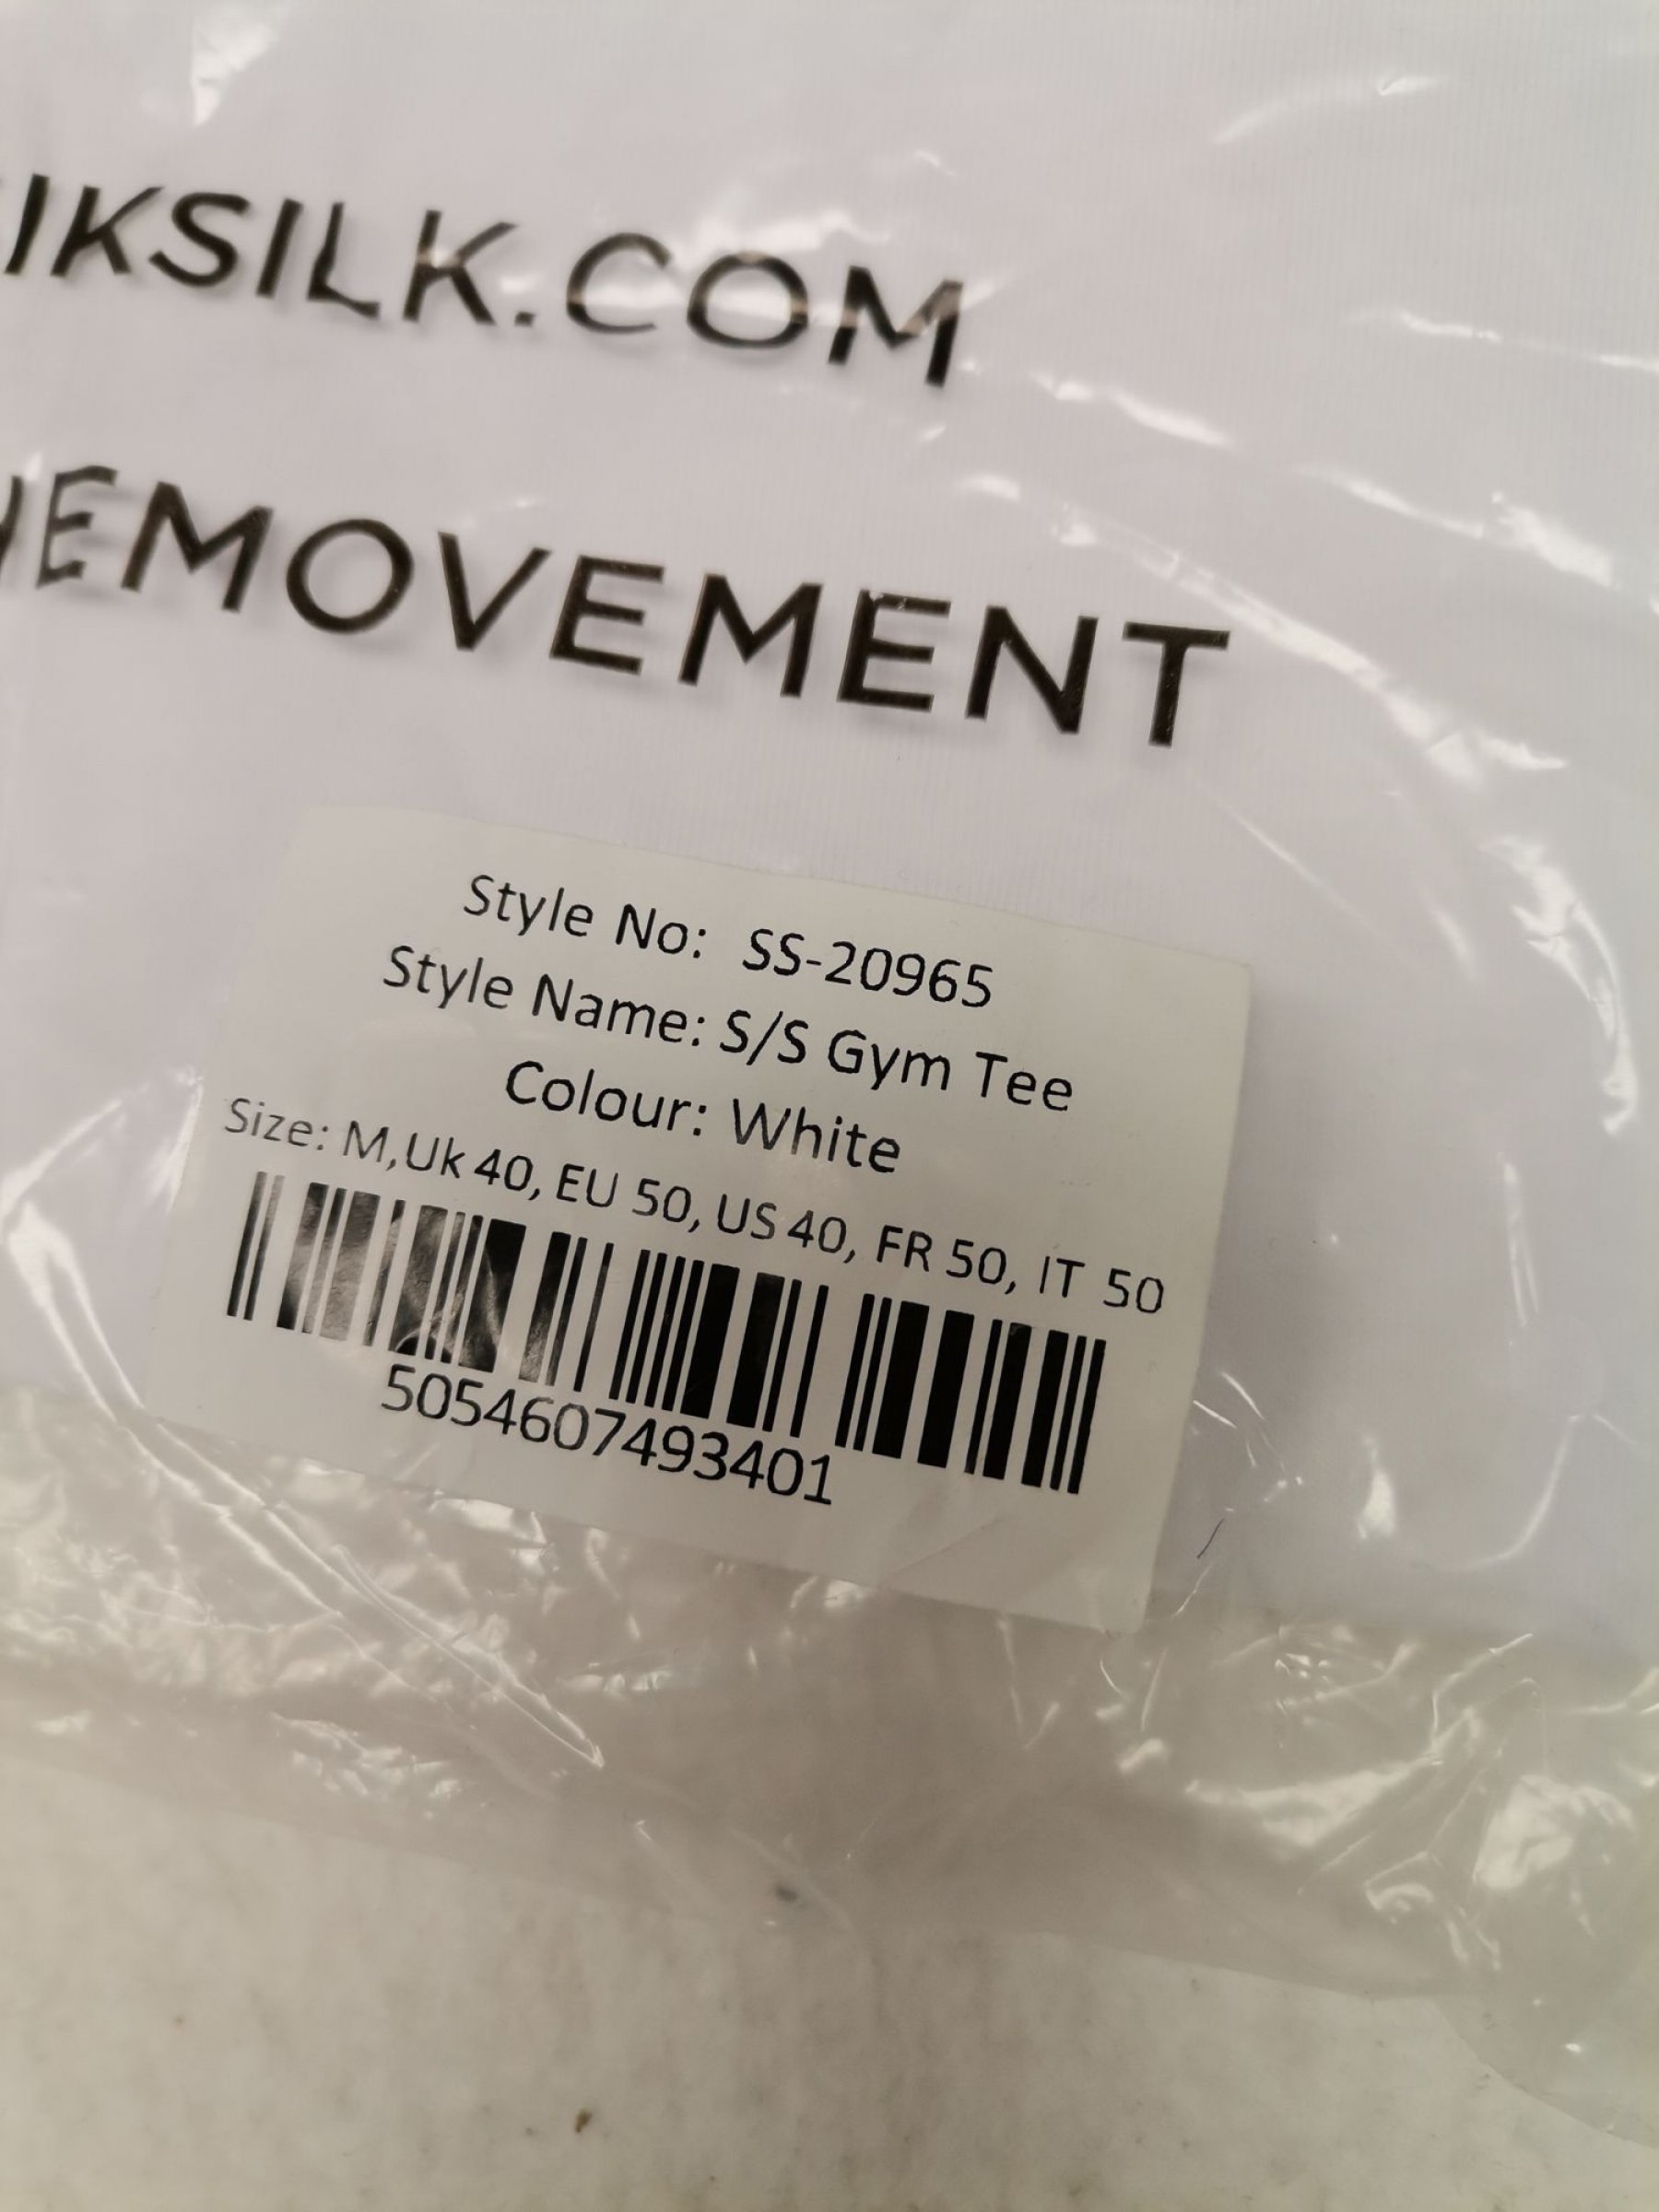 IKSILK.COM
HEMOVEMENT
Style No: SS-20965
Style Name: S/S Gym Tee
Colour: White
Size: M,Uk 40, EU 50, US 40, FR 50, IT 50
5054607493401